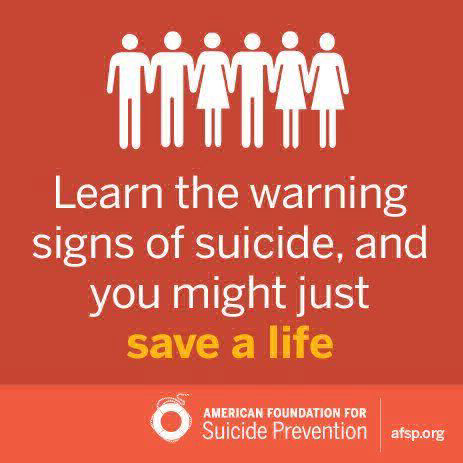 Learn the warning
signs of suicide, and
you might just
save a life
AMERICAN FOUNDATION FOR
Suicide Prevention
afsp.org